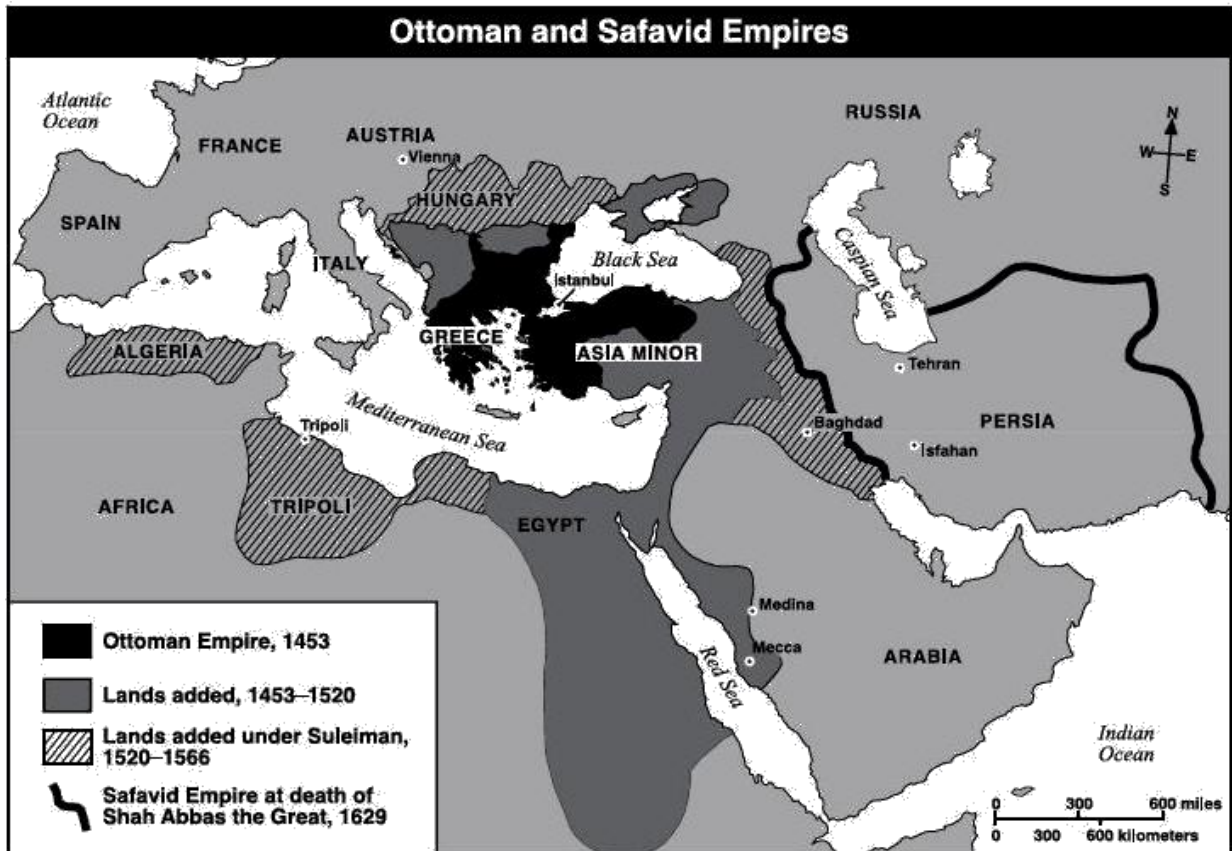 Ottoman and Safavid Empires
Atlantic
Ocean
RUSSIA
N
W
E
S
AUSTRIA
FRANCE
Vienna
HUNGARY
SPAIN
ITALY
Black Sea
Caspian Sea
Istanbul
GREECE
ASIA MINOR
ALGERIA
Tehran
Mediterranean Sea
Tripoli
Baghdad
PERSIA
Isfahan
AFRICA
TRIPOLI
EGYPT
Medina
Mecca
ARABIA
Red Sea
Indian
Ocean
Ottoman Empire, 1453
Lands added, 1453–1520
Lands added under Suleiman,
1520–1566
Safavid Empire at death of
Shah Abbas the Great, 1629
0 300 600 miles
0 300 600 kilometers